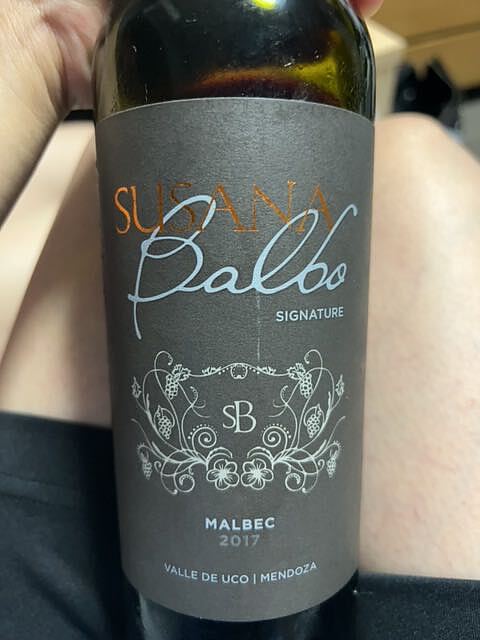 SUSANA
Balbo
SIGNATURE
SB
MALBEC
2017
VALLE DE UCO | MENDOZA